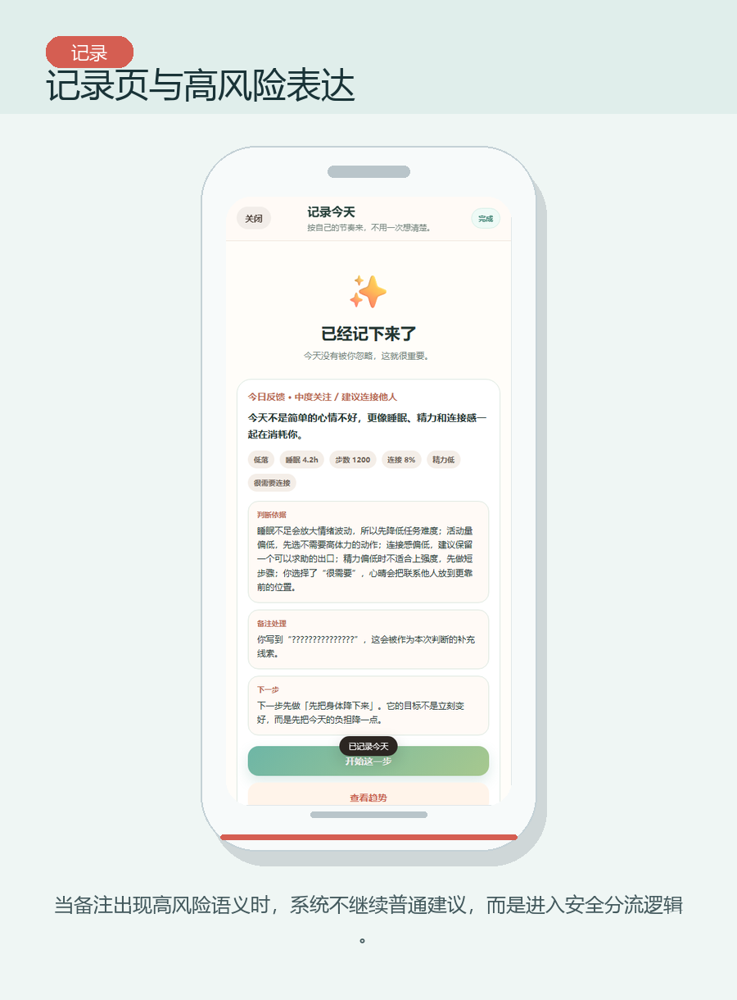 记录
记录页与高风险表达
关闭
记录今天
按自己的节奏来，不用一次想清楚。
完成
已经记下来了
今天没有被你忽略，这就很重要。
今日反馈 • 中度关注 / 建议连接他人
今天不是简单的心情不好，更像睡眠、精力和连接感一
起在消耗你。
低落 睡眠 4.2h 步数 1200 连接 8% 精力低
很需要连接
判断依据
睡眠不足会放大情绪波动，所以先降低任务难度；活动量
偏低，先选不需要高体力的动作；连接感偏低，建议保留
一个可以求助的出口；精力偏低时不适合上强度，先做短
步骤；你选择了“很需要”，心晴会把联系他人放到更靠
前的位置。
备注处理
你写到“???????????????”，这会被作为本次判断的补充
线索。
下一步
下一步先做「先把身体降下来」。它的目标不是立刻变
好，而是先把今天的负担降一点。
已记录今天
开始这一步
查看趋势
当备注出现高风险语义时，系统不继续普通建议，而是进入安全分流逻辑
。